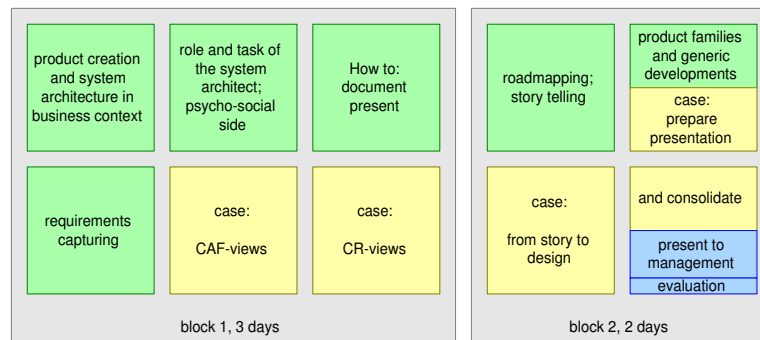 product creation
and system
architecture in
business context
role and task of
the system
architect;
psycho-social
side
How to:
document
present
requirements
capturing
case:
CAF-views
case:
CR-views
block 1, 3 days
roadmapping;
story telling
product families
and generic
developments
case:
prepare
presentation
case:
from story to
design
and consolidate
present to
management
evaluation
block 2, 2 days